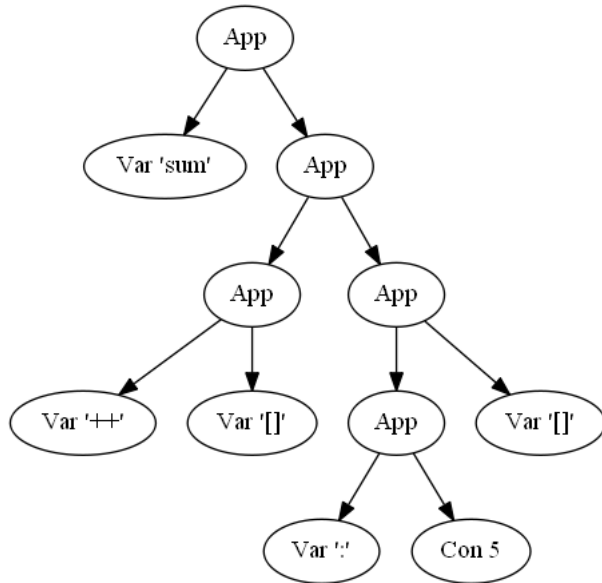 App
Var 'sum'
App
App
App
Var '++'
Var '[]'
App
Var '[]'
Var ':'
Con 5